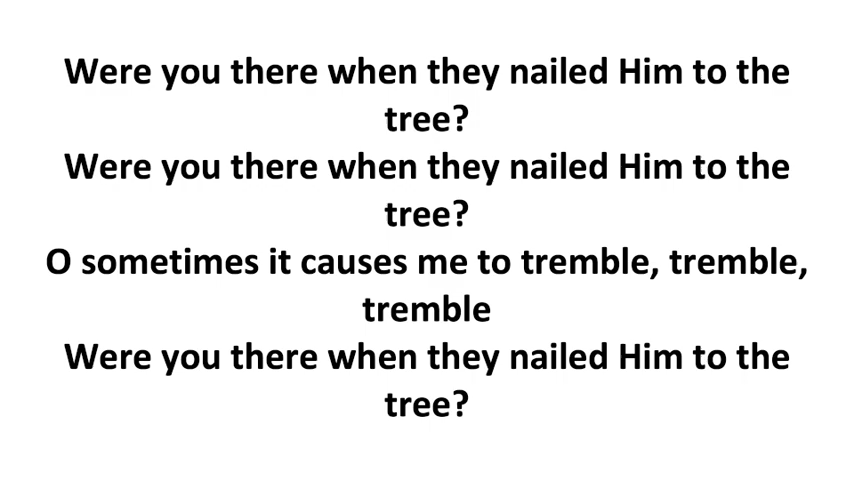 Were you there when they nailed Him to the
tree?
Were you there when they nailed Him to the
tree?
O sometimes it causes me to tremble, tremble,
tremble
Were you there when they nailed Him to the
tree?